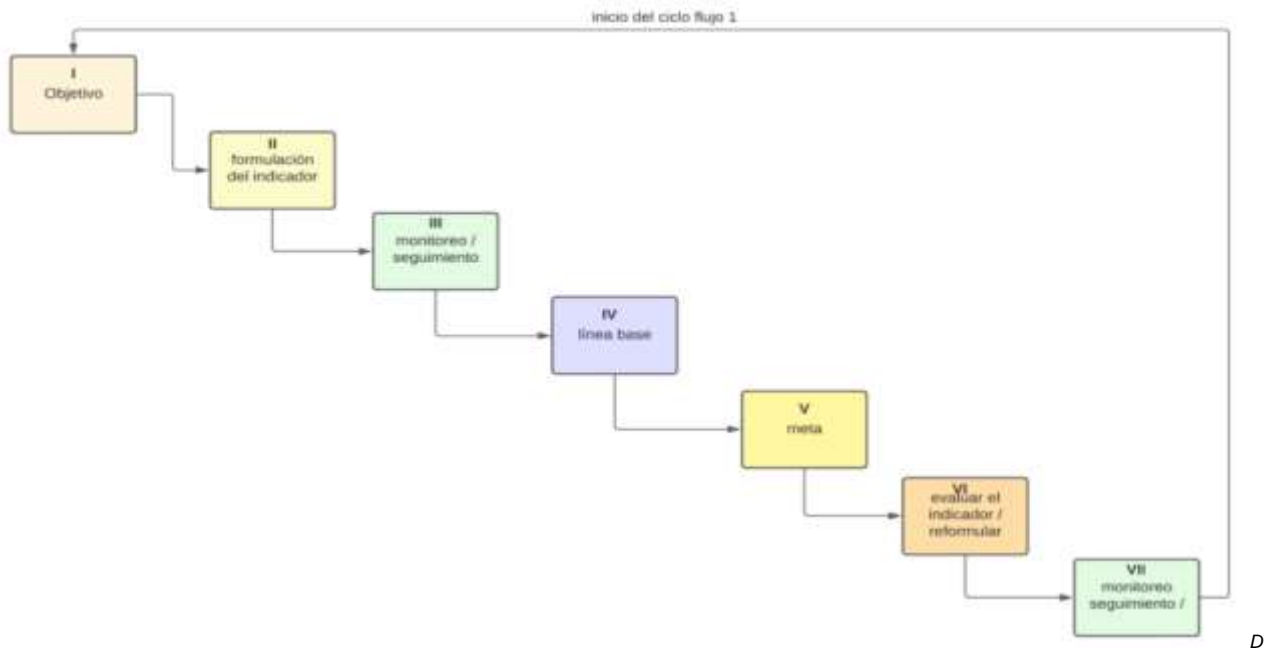 inicio del ciclo flujo 1
I
Objetivo
II
formulación
del indicador
III
monitoreo /
seguimiento
IV
línea base
V
meta
VI
evaluar el
indicador /
reformular
VII
monitoreo
seguimiento /
D